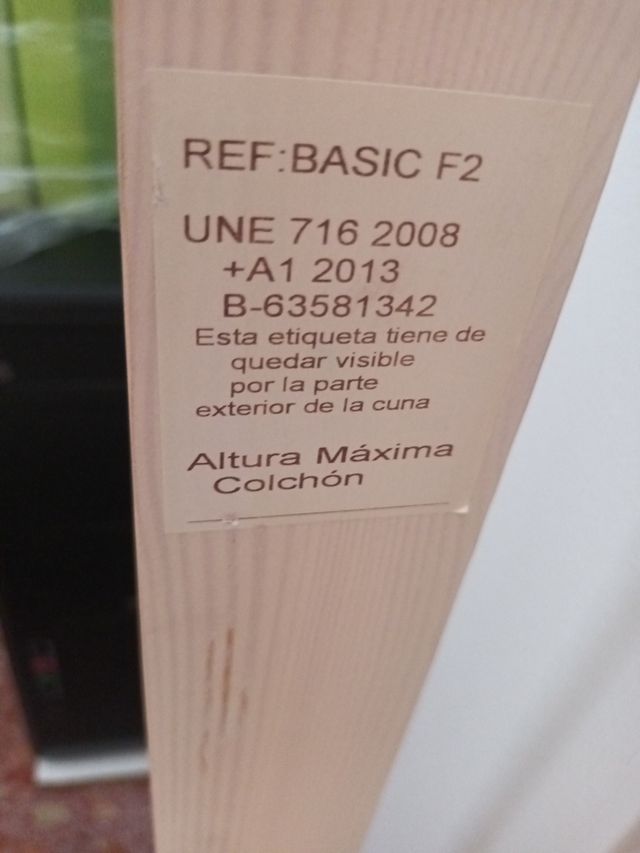 REF:BASIC F2
UNE 716 2008
+A1 2013
B-63581342
Esta etiqueta tiene de
quedar visible
por la parte
exterior de la cuna
Altura Máxima
Colchón